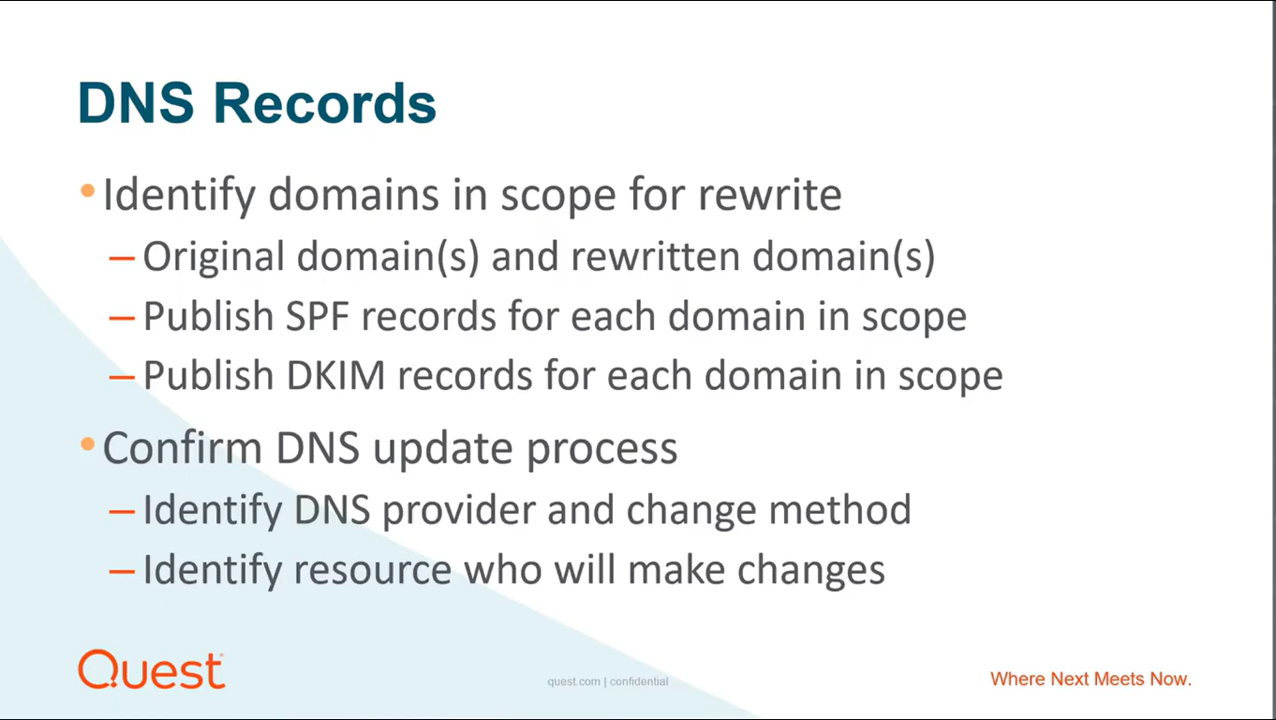 DNS Records
•Identify domains in scope for rewrite
–Original domain(s) and rewritten domain(s)
–Publish SPF records for each domain in scope
–Publish DKIM records for each domain in scope
•Confirm DNS update process
–Identify DNS provider and change method
–Identify resource who will make changes
Quest
quest.com | confidential
Where Next Meets Now.